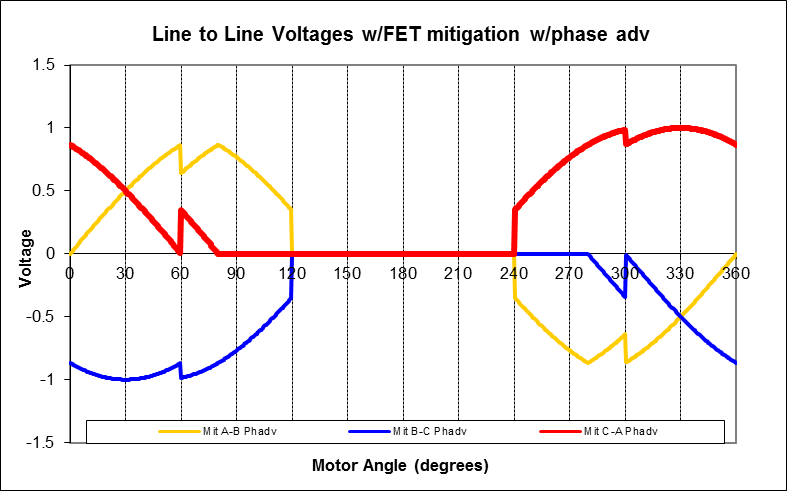 Line to Line Voltages w/FET mitigation w/phase adv
1.5
1
0.5
0
-0.5
-1
-1.5
Voltage
0 30 60 90 120 150 180 210 240 270 300 330 360
Mit A-B Phadv Mit B-C Phadv Mit C-A Phadv
Motor Angle (degrees)